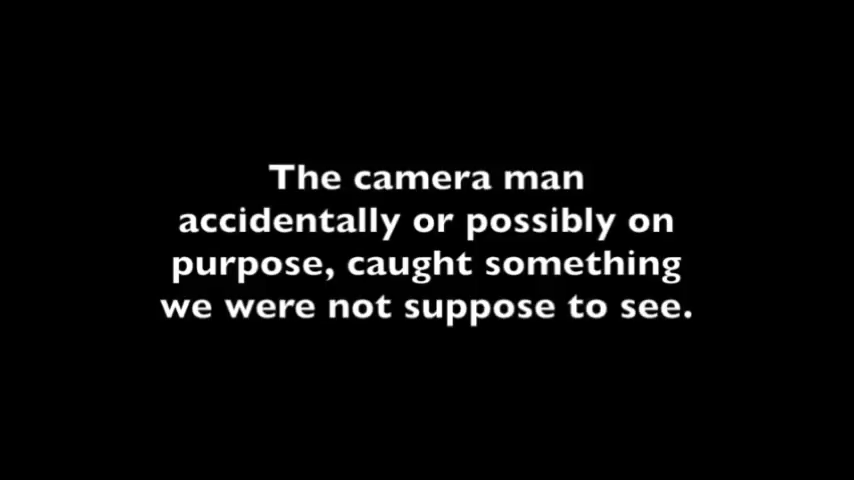 The camera man
accidentally or possibly on
purpose, caught something
we were not suppose to see.